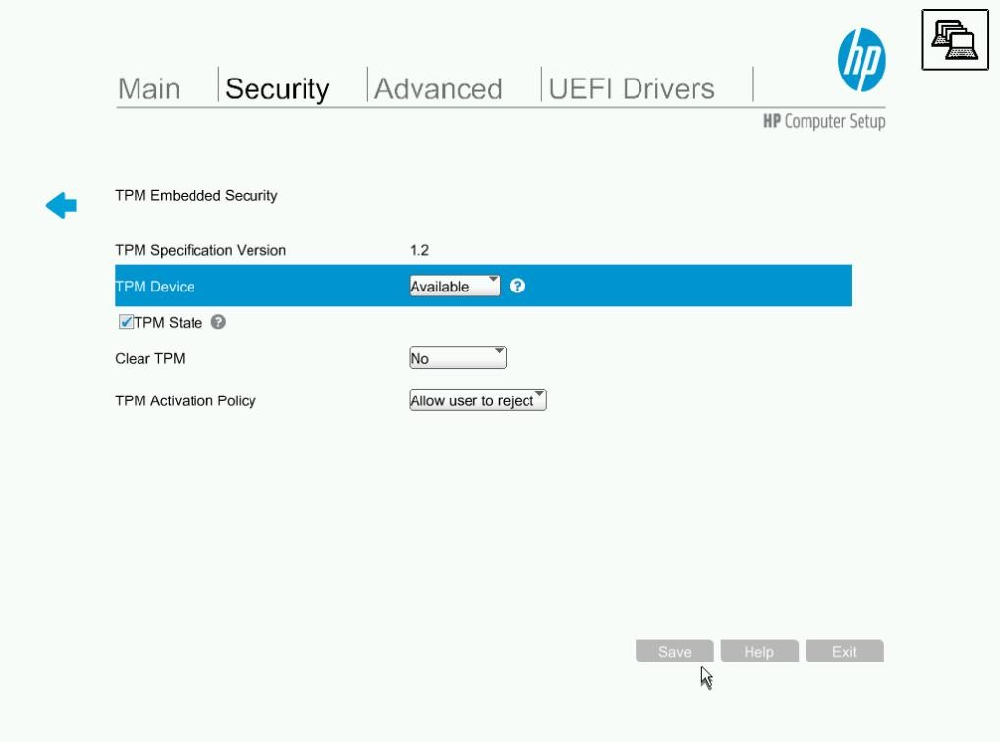 hp
Main Security Advanced UEFI Drivers
HP Computer Setup
TPM Embedded Security
TPM Specification Version 1.2
TPM Device Available ?
TPM State ?
Clear TPM No
TPM Activation Policy Allow user to reject
Save Help Exit